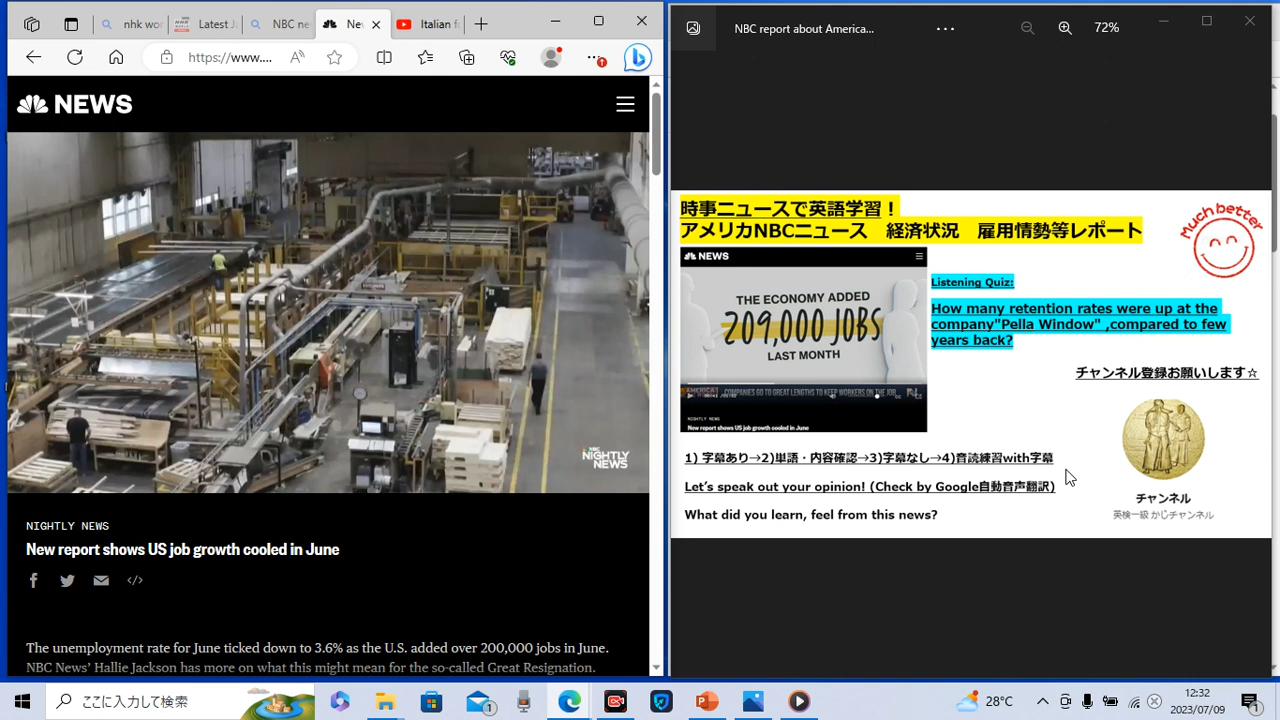 nhk wor
Latest J
NBC ne
Nev
Italian f
https://www....
NEWS
NBC
NIGHTLY
NEWS
NIGHTLY NEWS
New report shows US job growth cooled in June
The unemployment rate for June ticked down to 3.6% as the U.S. added over 200,000 jobs in June.
NBC News' Hallie Jackson has more on what this might mean for the so-called Great Resignation.
NBC report about America...
72%
時事ニュースで英語学習！
アメリカNBCニュース 経済状況 雇用情勢等レポート
Much better
NEWS
THE ECONOMY ADDED
209,000 JOBS
LAST MONTH
COMPANIES GO TO GREAT LENGTHS TO KEEP WORKERS ON THE JOB
NIGHTLY NEWS
New report shows US job growth cooled in June
Listening Quiz:
How many retention rates were up at the
company"Pella Window" ,compared to few
years back?
チャンネル登録お願いします☆
1) 字幕あり→2)単語・内容確認→3)字幕なし→4)音読練習with字幕
Let's speak out your opinion! (Check by Google自動音声翻訳)
What did you learn, feel from this news?
チャンネル
英検一級 かじチャンネル
ここに入力して検索
1
28°C
12:32
2023/07/09
1